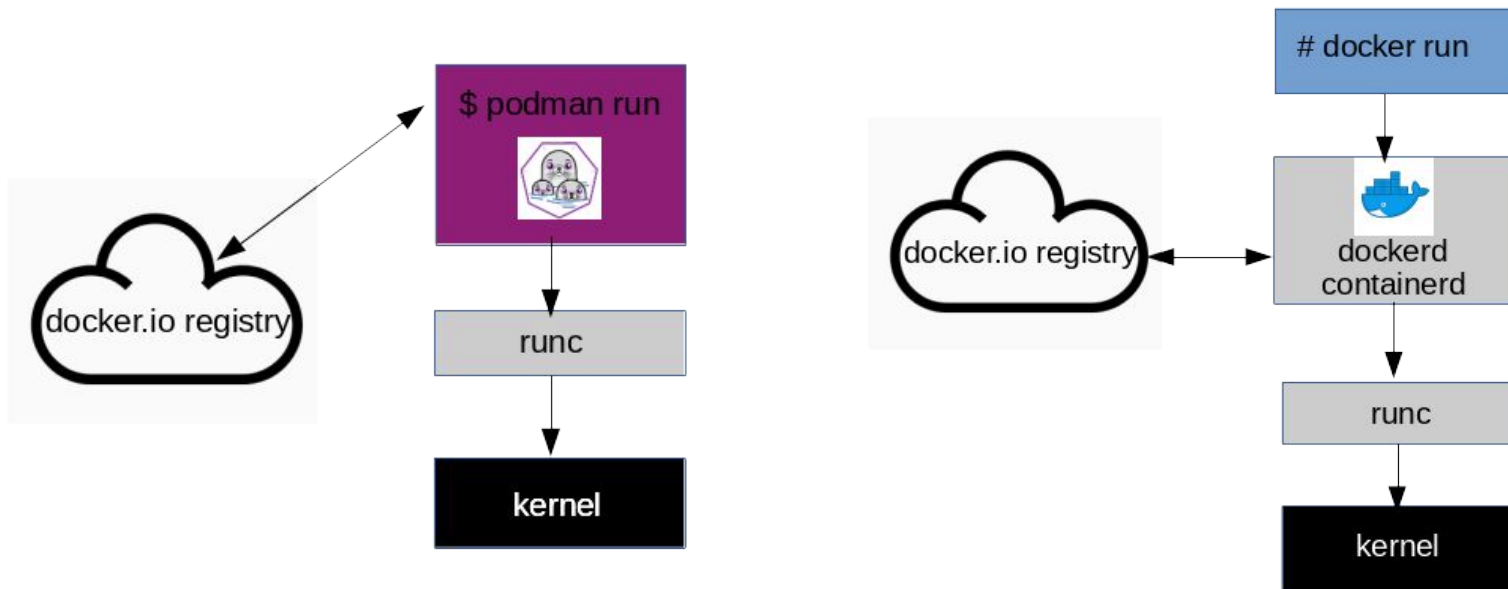 $ podman run
docker.io registry
runc
kernel
# docker run
docker.io registry
dockerd
containerd
runc
kernel